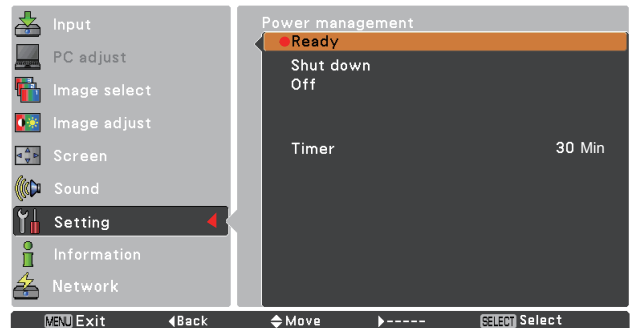 Input
PC adjust
Image select
Image adjust
Screen
Sound
Setting
Information
Network
Power management
Ready
Shut down
Off
Timer 30 Min
MENU Exit Back Move ----- SELECT Select